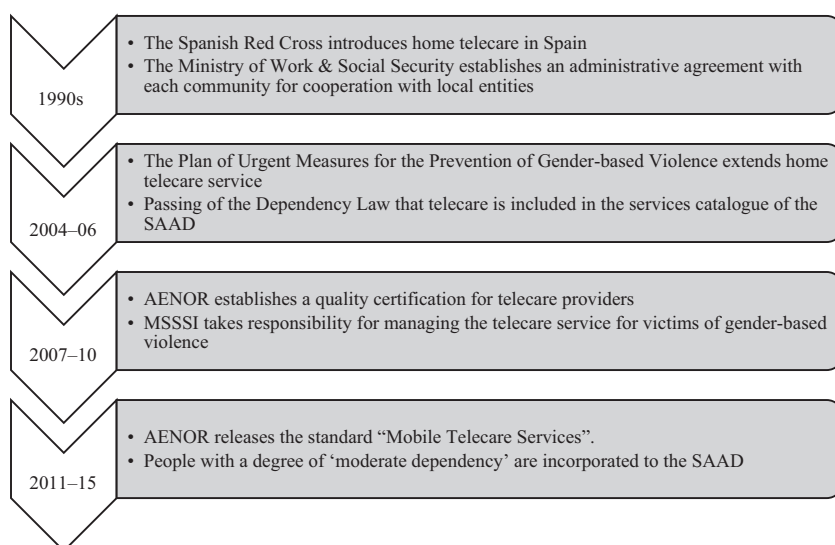 1990s
• The Spanish Red Cross introduces home telecare in Spain
• The Ministry of Work & Social Security establishes an administrative agreement with
each community for cooperation with local entities
2004–06
• The Plan of Urgent Measures for the Prevention of Gender-based Violence extends home
telecare service
• Passing of the Dependency Law that telecare is included in the services catalogue of the
SAAD
2007–10
• AENOR establishes a quality certification for telecare providers
• MSSSI takes responsibility for managing the telecare service for victims of gender-based
violence
2011–15
• AENOR releases the standard “Mobile Telecare Services”.
• People with a degree of ‘moderate dependency’ are incorporated to the SAAD